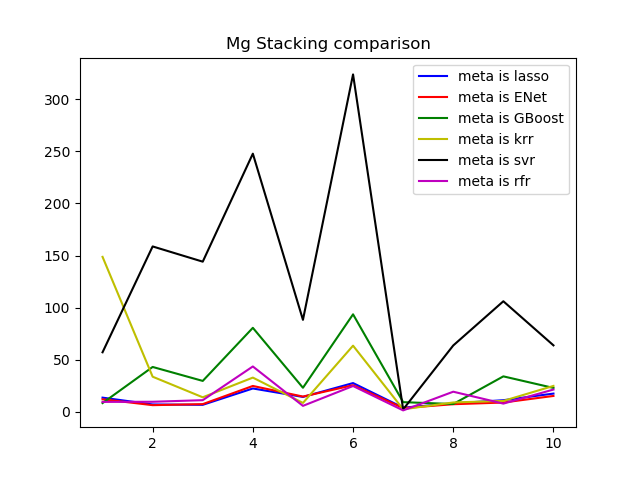 Mg Stacking comparison
meta is lasso
meta is ENet
meta is GBoost
meta is krr
meta is svr
meta is rfr
300
250
200
150
100
50
0
2 4 6 8 10